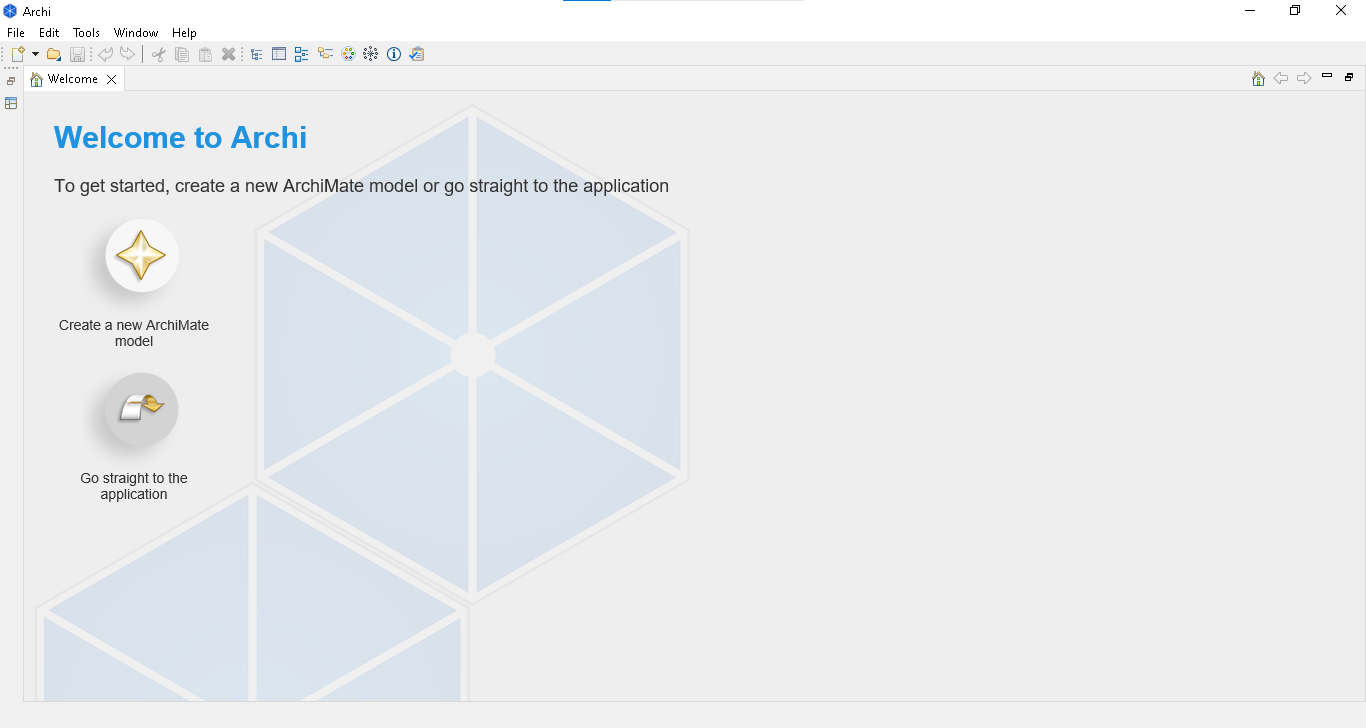 Archi
File Edit Tools Window Help
Welcome
Welcome to Archi
To get started, create a new ArchiMate model or go straight to the application
Create a new ArchiMate
model
Go straight to the
application